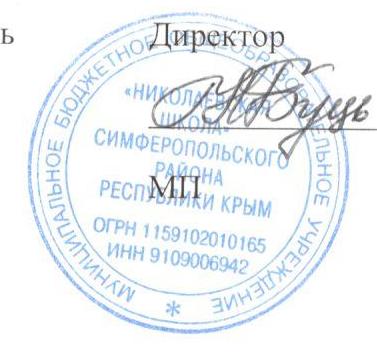 ь Директор
МУНИЦИПАЛЬНОЕ БЮДЖЕТНОЕ ОБЩЕОБРАЗОВАТЕЛЬНОЕ УЧРЕЖДЕНИЕ
«НИКОЛАЕВСКАЯ
ШКОЛА»
СИМФЕРОПОЛЬСКОГО
РАЙОНА
РЕСПУБЛИКИ КРЫМ
МП
ОГРН 1159102010165
ИНН 9109006942
*